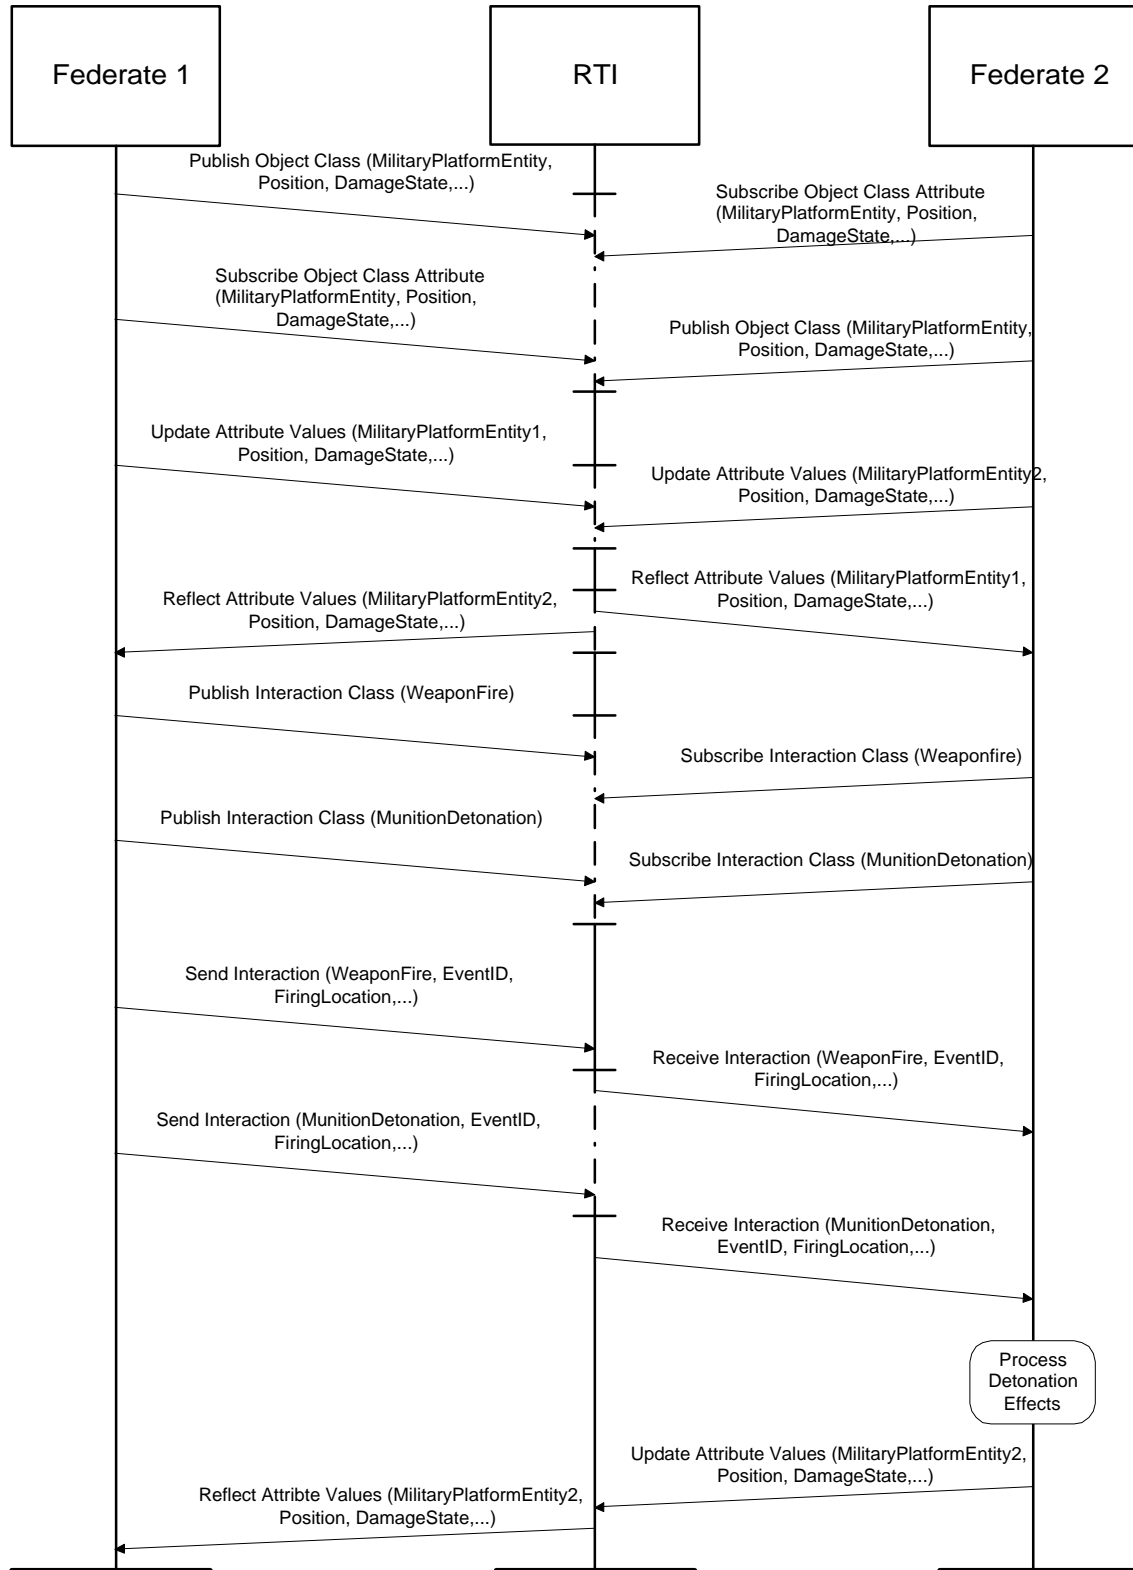 Federate 1
RTI
Federate 2
Publish Object Class (MilitaryPlatformEntity,
Position, DamageState,...)
Subscribe Object Class Attribute
(MilitaryPlatformEntity, Position,
DamageState,...)
Subscribe Object Class Attribute
(MilitaryPlatformEntity, Position,
DamageState,...)
Publish Object Class (MilitaryPlatformEntity,
Position, DamageState,...)
Update Attribute Values (MilitaryPlatformEntity1,
Position, DamageState,...)
Update Attribute Values (MilitaryPlatformEntity2,
Position, DamageState,...)
Reflect Attribute Values (MilitaryPlatformEntity1,
Position, DamageState,...)
Reflect Attribute Values (MilitaryPlatformEntity2,
Position, DamageState,...)
Publish Interaction Class (WeaponFire)
Subscribe Interaction Class (Weaponfire)
Publish Interaction Class (MunitionDetonation)
Subscribe Interaction Class (MunitionDetonation)
Send Interaction (WeaponFire, EventID,
FiringLocation,...)
Receive Interaction (WeaponFire, EventID,
FiringLocation,...)
Send Interaction (MunitionDetonation, EventID,
FiringLocation,...)
Receive Interaction (MunitionDetonation,
EventID, FiringLocation,...)
Process
Detonation
Effects
Update Attribute Values (MilitaryPlatformEntity2,
Position, DamageState,...)
Reflect Attribte Values (MilitaryPlatformEntity2,
Position, DamageState,...)